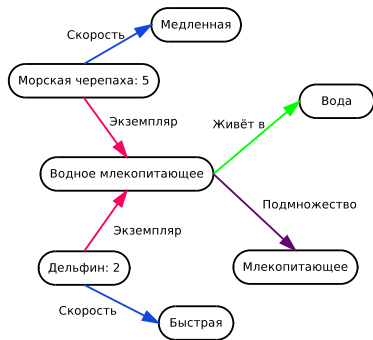 Медленная
Скорость
Морская черепаха: 5
Экземпляр
Вода
Живёт в
Водное млекопитающее
Подмножество
Экземпляр
Дельфин: 2
Млекопитающее
Скорость
Быстрая